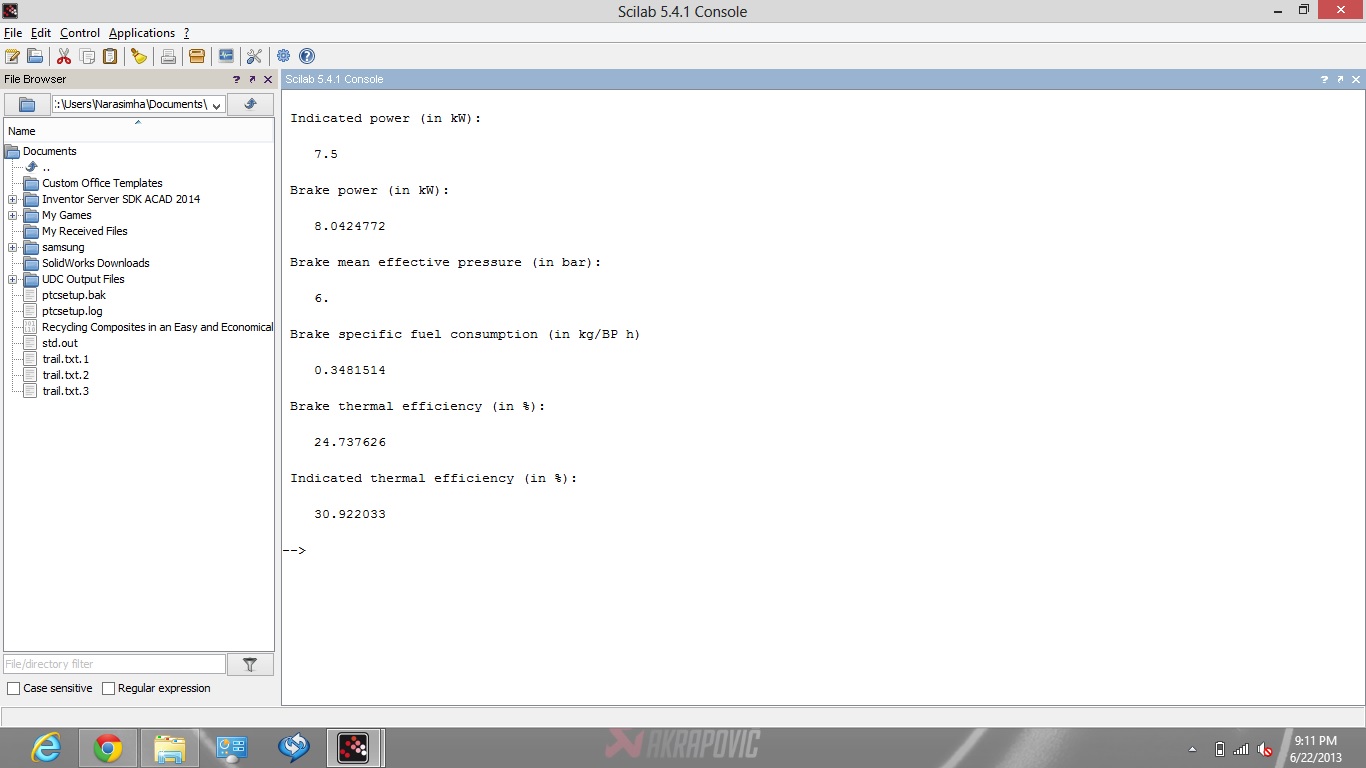 Scilab 5.4.1 Console
File Edit Control Applications ?
File Browser
Scilab 5.4.1 Console
:\Users\Narasimha\Documents\
Name
Documents
..
Custom Office Templates
Inventor Server SDK ACAD 2014
My Games
My Received Files
samsung
SolidWorks Downloads
UDC Output Files
ptcsetup.bak
ptcsetup.log
Recycling Composites in an Easy and Economical
std.out
trail.txt.1
trail.txt.2
trail.txt.3
File/directory filter
Case sensitive Regular expression
Indicated power (in kW):
7.5
Brake power (in kW):
8.0424772
Brake mean effective pressure (in bar):
6.
Brake specific fuel consumption (in kg/BP h)
0.3481514
Brake thermal efficiency (in %):
24.737626
Indicated thermal efficiency (in %):
30.922033
-->
AKRAPOVIC
9:11 PM
6/22/2013